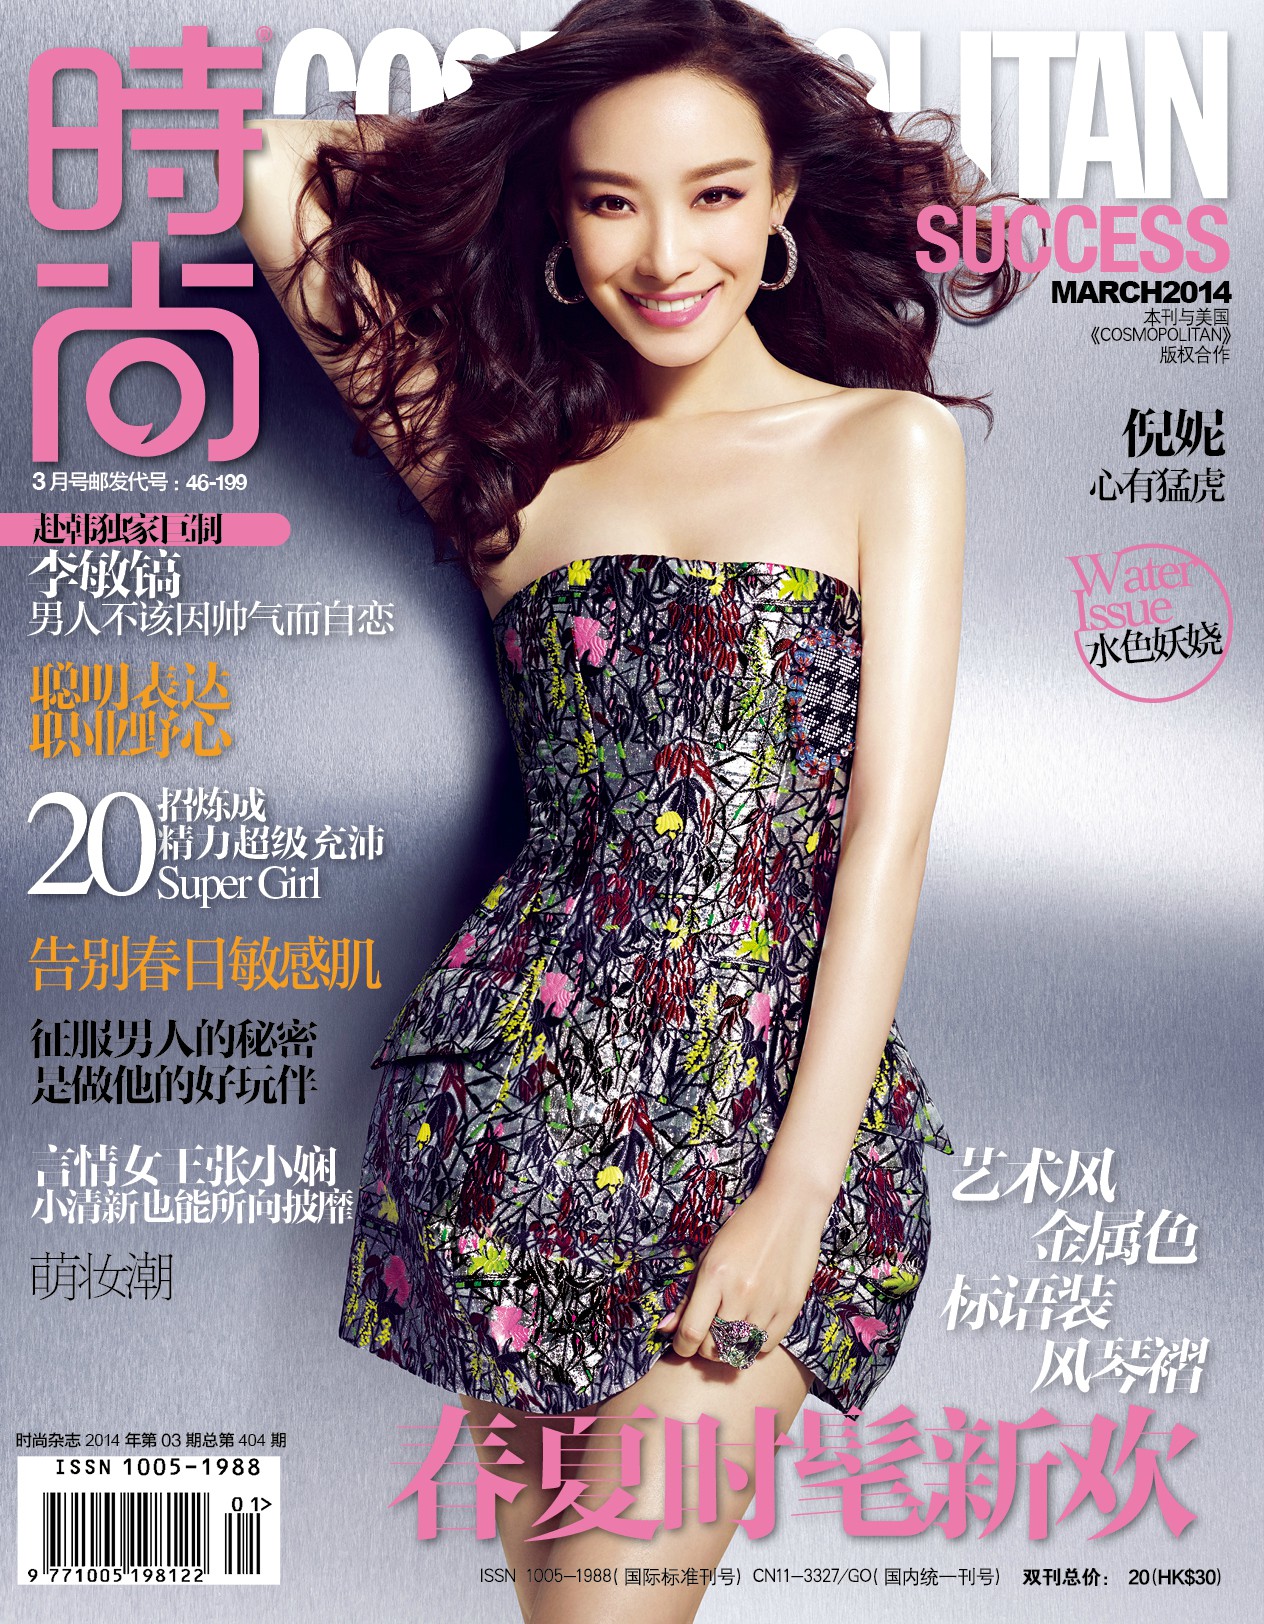 時尚®
COSMOPOLITAN
SUCCESS
MARCH2014
本刊与美国
《COSMOPOLITAN》
版权合作
3月号邮发代号：46-199
倪妮
心有猛虎
Water
Issue
水色妖娆
赴韩独家巨制
李敏镐
男人不该因帅气而自恋
聪明表达
职业野心
20招炼成
精力超级充沛
Super Girl
告别春日敏感肌
征服男人的秘密
是做他的好玩伴
言情女王张小娴
小清新也能所向披靡
萌妆潮
艺术风
金属色
标语装
风琴褶
春夏时髦新欢
时尚杂志 2014 年第 03 期总第 404 期
ISSN 1005-1988
01>
9 771005 198122
ISSN 1005—1988( 国际标准刊号) CN11—3327/GO( 国内统一刊号) 双刊总价： 20(HK$30)